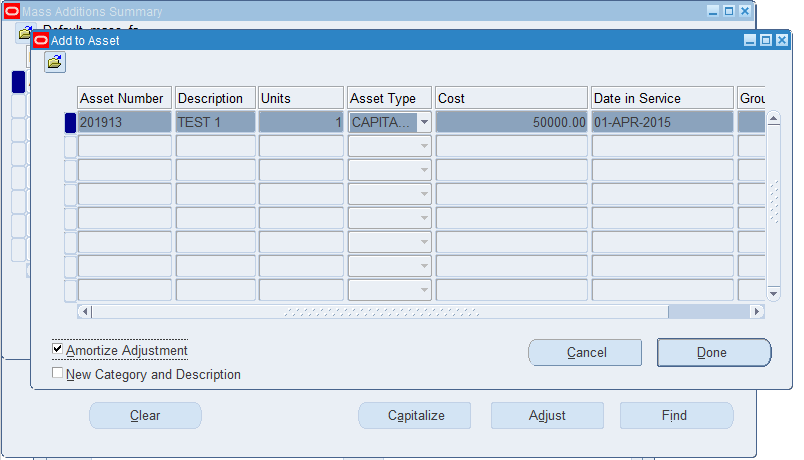 Mass Additions Summary
Add to Asset
Asset Number Description Units Asset Type Cost Date in Service Grou
201913 TEST 1 1 CAPITA... 50000.00 01-APR-2015
Amortize Adjustment
Cancel Done
New Category and Description
Clear Capitalize Adjust Find